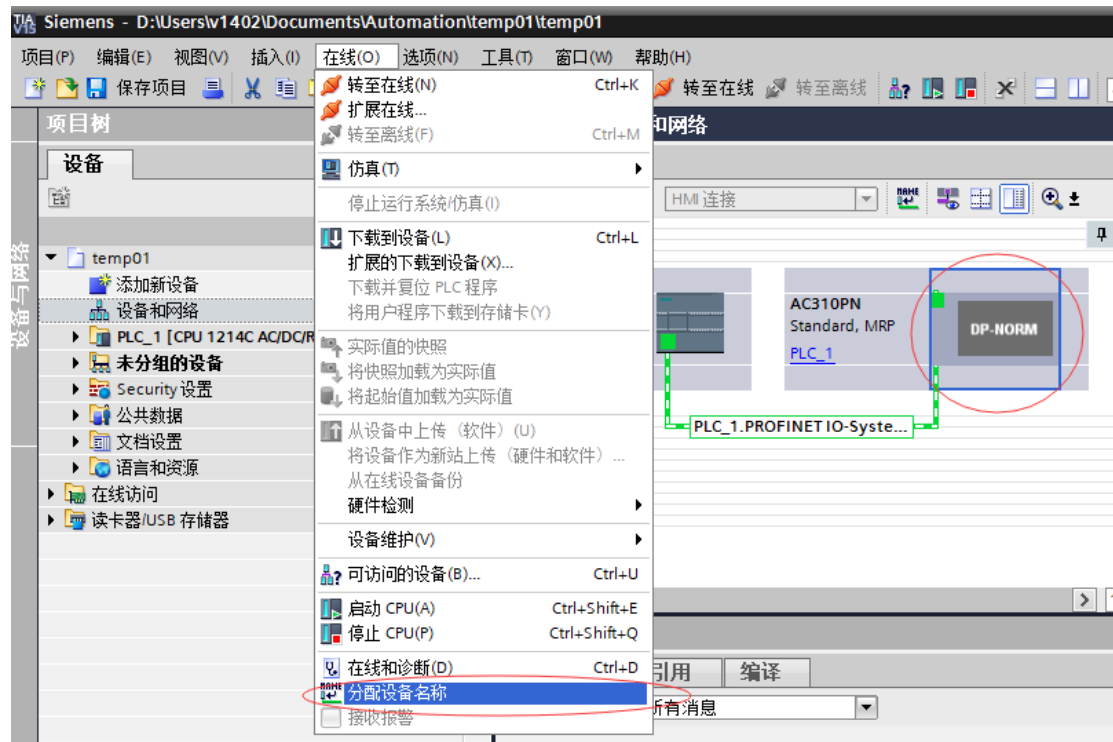 TIA V15 Siemens - D:\Users\v1402\Documents\Automation\temp01\temp01
项目(P) 编辑(E) 视图(V) 插入(I) 在线(O) 选项(N) 工具(T) 窗口(W) 帮助(H)
保存项目 转至在线 转至离线
项目树
设备
设备与网络
temp01
添加新设备
设备和网络
PLC_1 [CPU 1214C AC/DC/R
未分组的设备
Security 设置
公共数据
文档设置
语言和资源
在线访问
读卡器/USB 存储器
转至在线(N) Ctrl+K
扩展在线...
转至离线(F) Ctrl+M
仿真(T)
停止运行系统/仿真(I)
下载到设备(L) Ctrl+L
扩展的下载到设备(X)...
下载并复位 PLC 程序
将用户程序下载到存储卡(Y)
实际值的快照
将快照加载为实际值
将起始值加载为实际值
从设备中上传（软件）(U)
将设备作为新站上传（硬件和软件）...
从在线设备备份
硬件检测
设备维护(V)
可访问的设备(B)... Ctrl+U
启动 CPU(A) Ctrl+Shift+E
停止 CPU(P) Ctrl+Shift+Q
在线和诊断(D) Ctrl+D
NAME 分配设备名称
接收报警
和网络
HMI 连接 NAME
AC310PN
Standard, MRP
PLC_1
DP-NORM
PLC_1.PROFINET IO-Syste...
引用 编译
所有消息